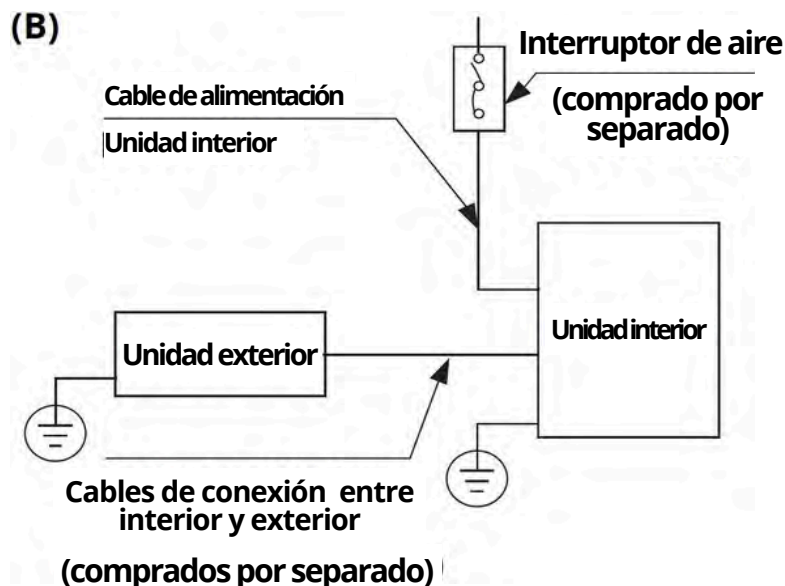 (B)
Interruptor de aire
(comprado por
separado)
Cable de alimentación
Unidad interior
Unidad exterior
Unidad interior
Cables de conexión entre
interior y exterior
(comprados por separado)